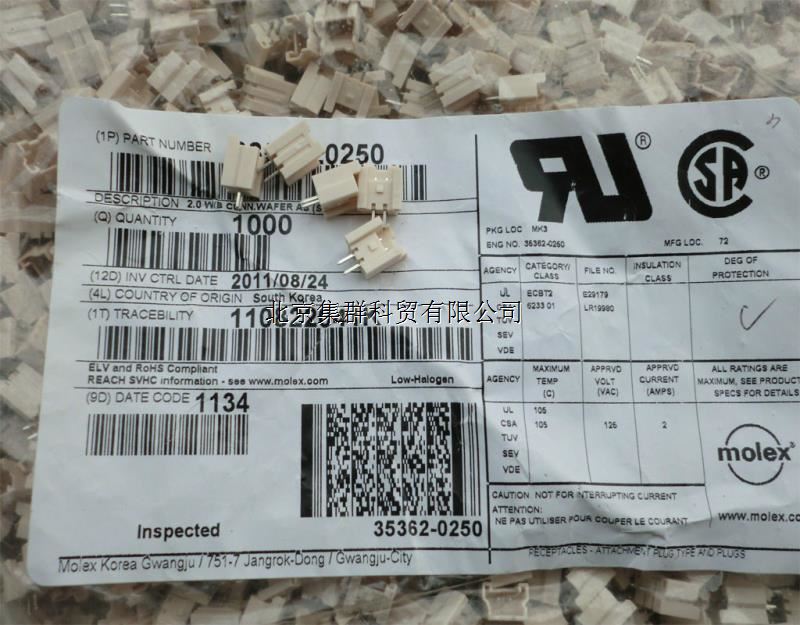 (1P) PART NUMBER
-0250
DESCRIPTION 2.0 W/B CONN.WAFER
(Q) QUANTITY 1000
(12D) INV CTRL DATE 2011/08/24
(4L) COUNTRY OF ORIGIN South Korea
(1T) TRACEBILITY
北京集群科贸有限公司
ELV and RoHS Compliant
REACH SVHC information - see www.molex.com Low-Halogen
(9D) DATE CODE 1134
Inspected 35362-0250
Molex Korea Gwangju / 751-7 Jangrok-Dong / Gwangju-City
UR ®
SA ®
PKG LOC MK3
ENG NO. 35362-0250 MFG LOC. 72
AGENCY CATEGORY/ CLASS FILE NO. INSULATION CLASS DEG OF PROTECTION
UL ECBT2 E29179
6233 01 LR19980
SEV
VDE
AGENCY MAXIMUM TEMP (C) APPRVD VOLT (VAC) APPRVD CURRENT (AMPS) ALL RATINGS ARE MAXIMUM, SEE PRODUCT SPECS FOR DETAILS
UL 105
CSA 105 125 2
TUV
SEV
VDE
molex
CAUTION: NOT FOR INTERRUPTING CURRENT
ATTENTION:
NE PAS UTILISER POUR COUPER LE COURANT
www.molex.co
RECEPTACLES - ATTACHMENT PLUG TYPE AND PLUGS